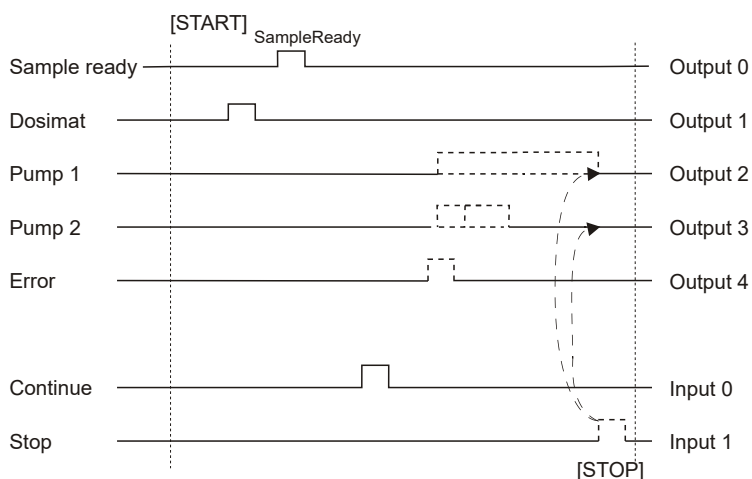 [START]
SampleReady
Sample ready Output 0
Dosimat Output 1
Pump 1 Output 2
Pump 2 Output 3
Error Output 4
Continue Input 0
Stop Input 1
[STOP]